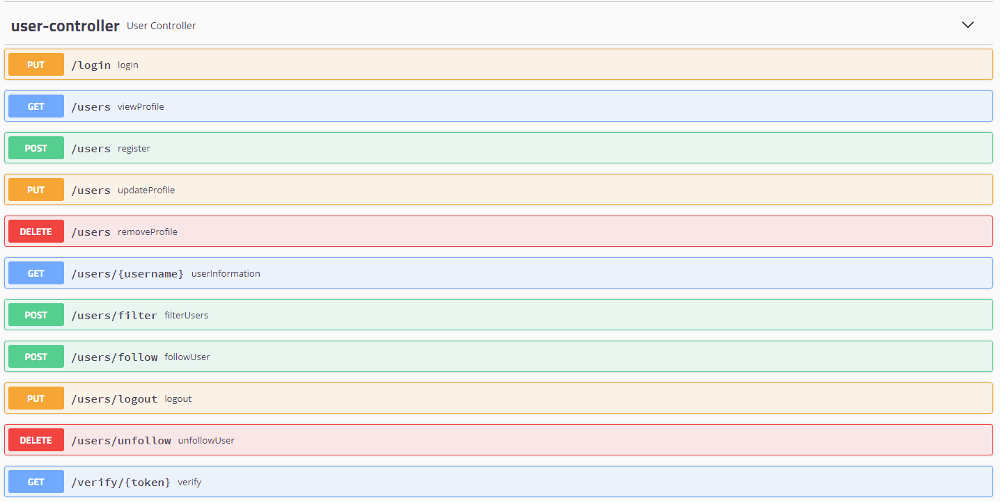 user-controller User Controller
PUT /login login
GET /users viewProfile
POST /users register
PUT /users updateProfile
DELETE /users removeProfile
GET /users/{username} userInformation
POST /users/filter filterUsers
POST /users/follow followUser
PUT /users/logout logout
DELETE /users/unfollow unfollowUser
GET /verify/{token} verify